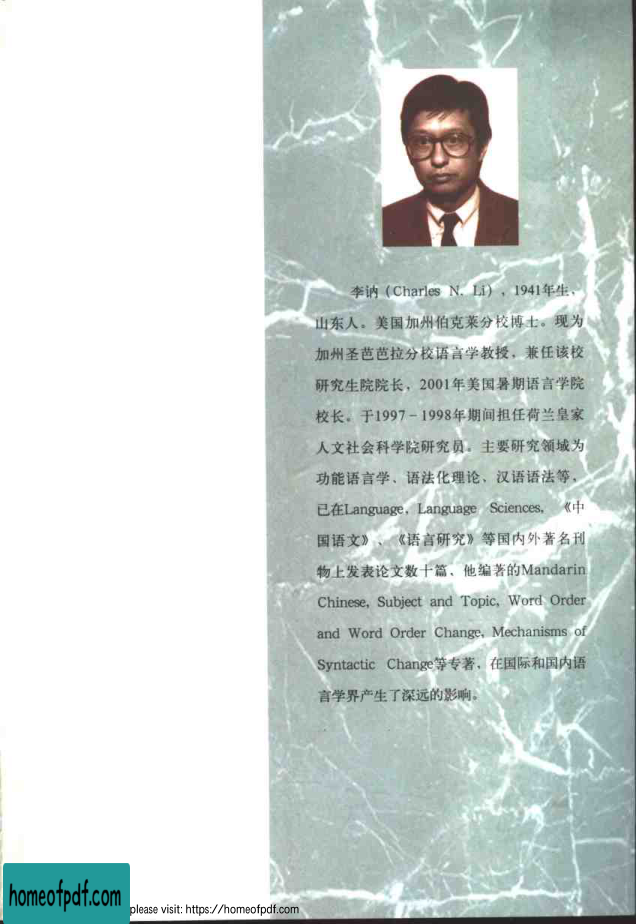 李讷（Charles N. Li），1941年生，
山东人。美国加州伯克莱分校博士。现为
加州圣芭芭拉分校语言学教授，兼任该校
研究生院院长，2001年美国暑期语言学院
校长。于1997－1998年期间担任荷兰皇家
人文社会科学院研究员。主要研究领域为
功能语言学、语法化理论、汉语语法等，
已在Language, Language Sciences, 《中
国语文》、《语言研究》等国内外著名刊
物上发表论文数十篇，他编著的Mandarin
Chinese, Subject and Topic, Word Order
and Word Order Change, Mechanisms of
Syntactic Change等专著，在国际和国内语
言学界产生了深远的影响。
homeofpdf.com
please visit: https://homeofpdf.com